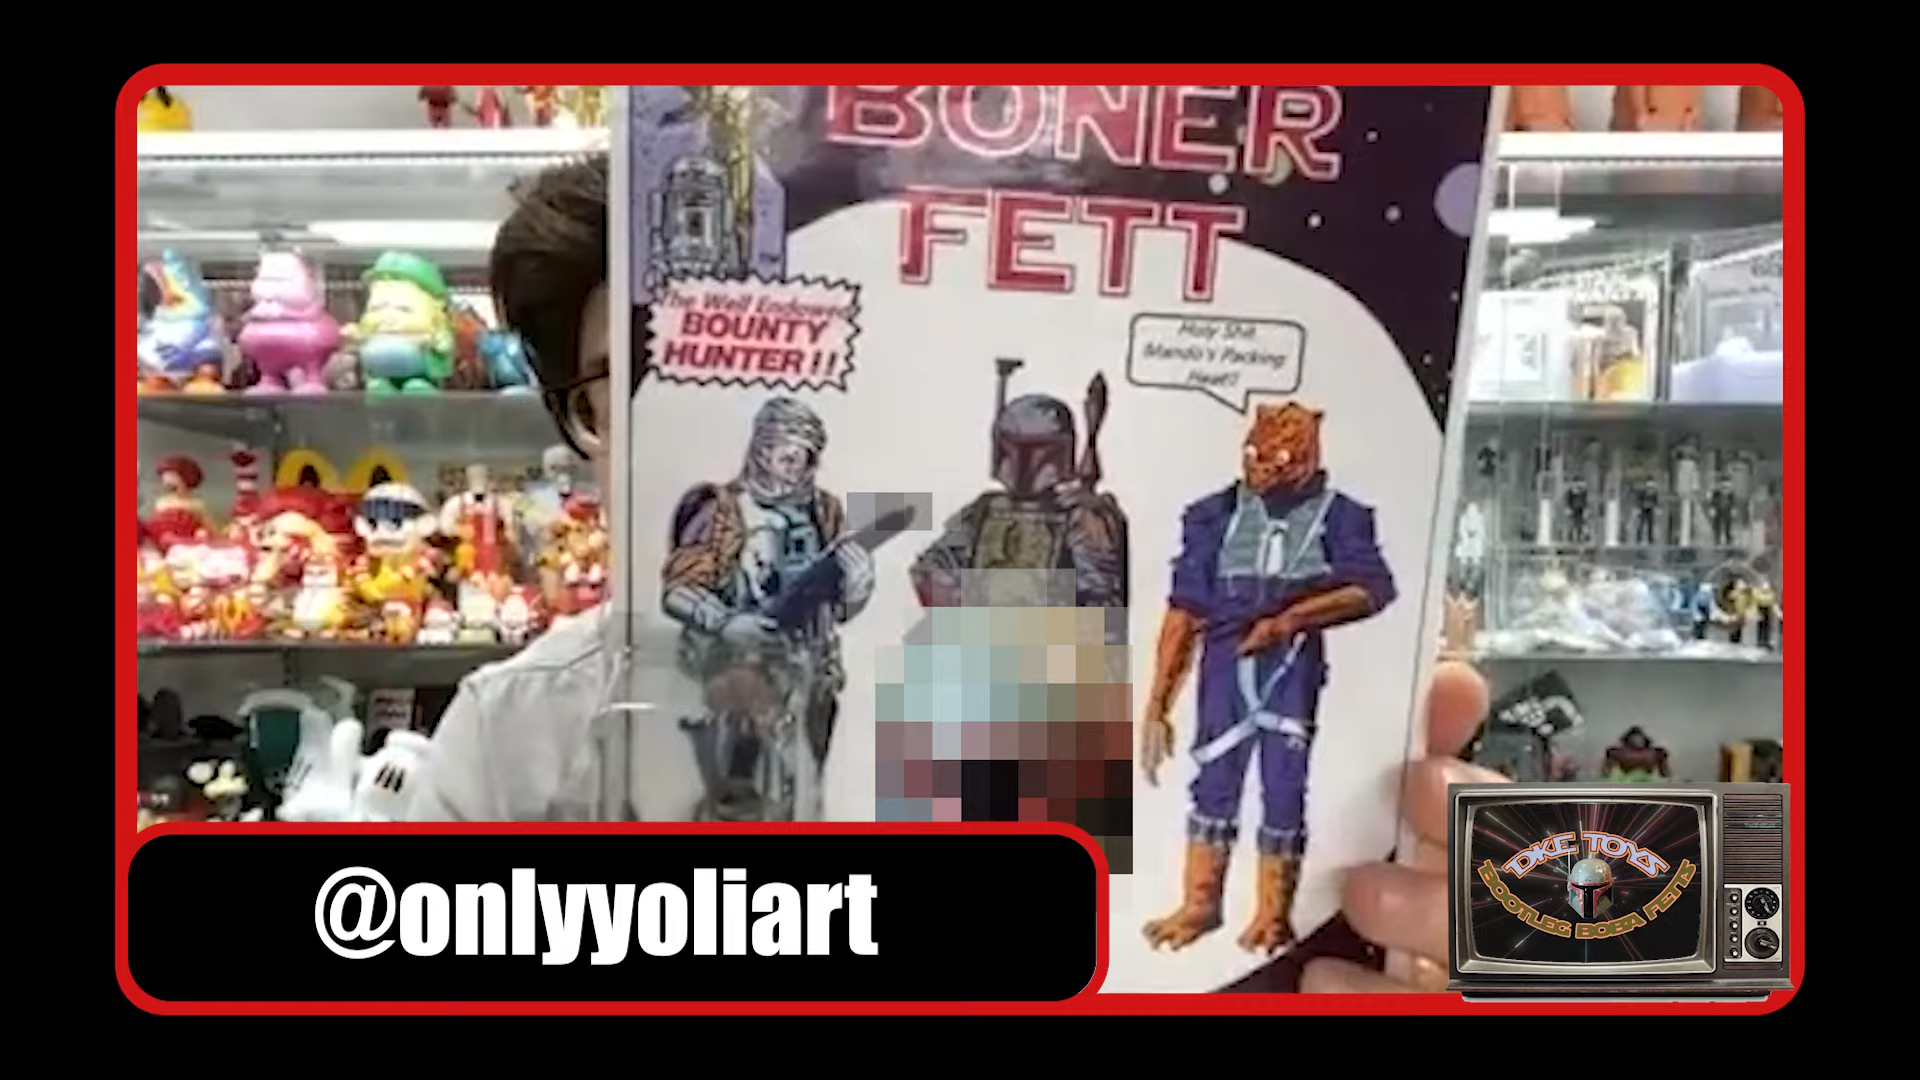 BONER
FETT
The Well Endowed
BOUNTY
HUNTER!!
Holy Shit
Mando's Packing
Heat!!
@onlyyoliart
DKE TOYS
BOOTLEG BOBA FETTS